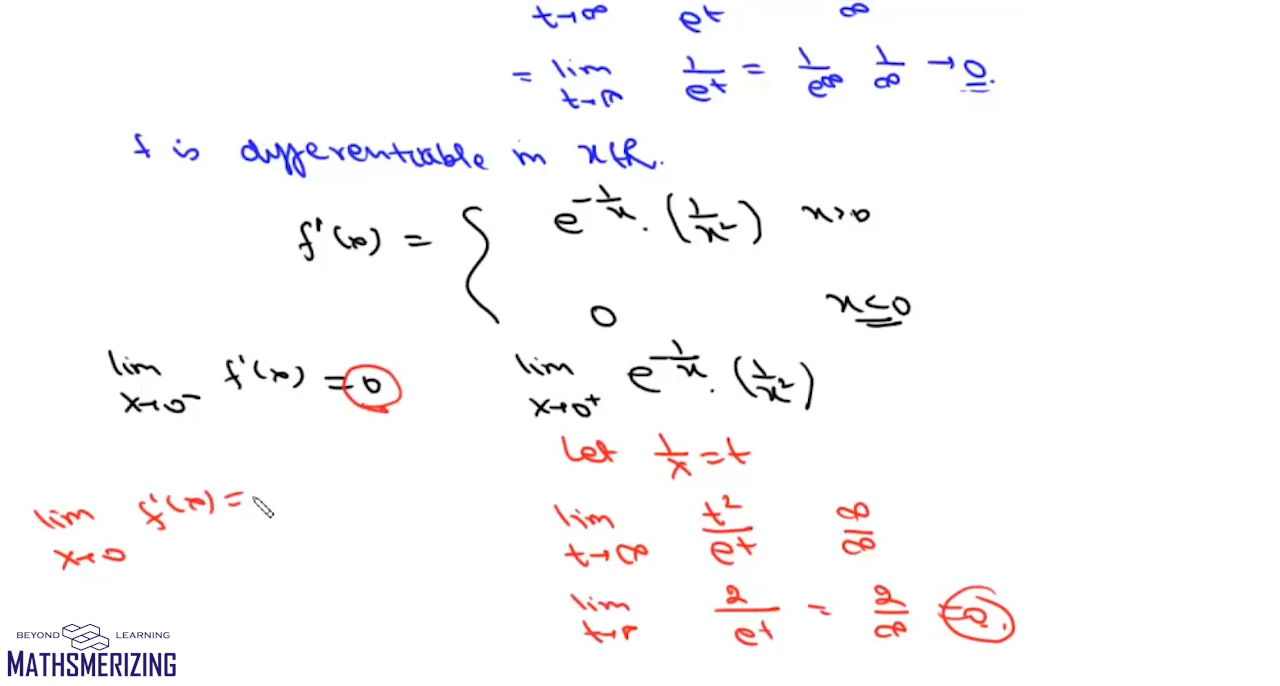 t→∞ e^t ∞
= lim t→∞ 1/e^t = 1/e^∞ 1/∞ → 0.
f is differentiable in x∈R.
f'(x) = { e^(-1/x) . (1/x²) x>0
0 x<0
lim x→0⁻ f'(x) = 0 lim x→0⁺ e^(-1/x) . (1/x²)
Let 1/x = t
lim x→0 f'(x) = lim t→∞ t²/e^t ∞/∞
lim t→∞ 2/e^t = 2/∞ = 0.
BEYOND LEARNING
MATHSMERIZING